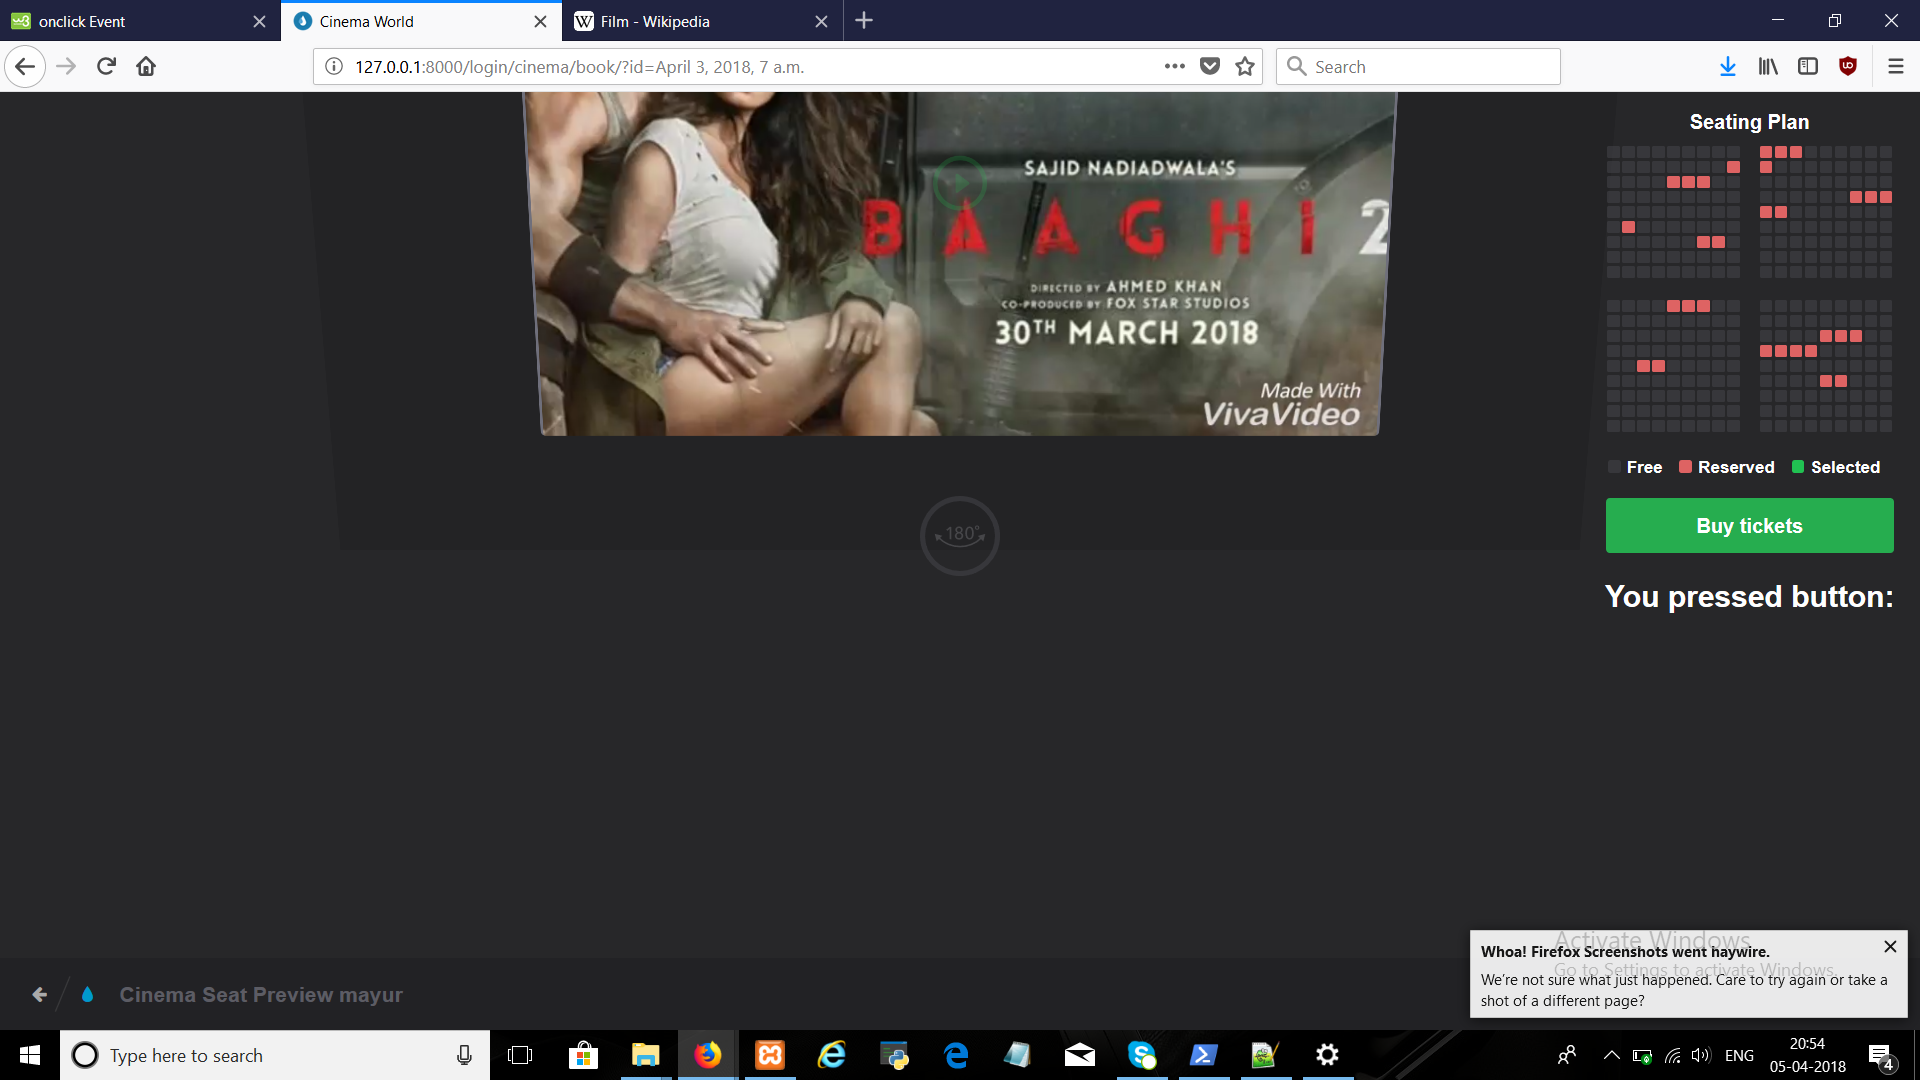 onclick Event
Cinema World
Film - Wikipedia
127.0.0.1:8000/login/cinema/book/?id=April 3, 2018, 7 a.m.
Search
SAJID NADIADWALA'S
BAAGHI 2
DIRECTED BY AHMED KHAN
CO-PRODUCED BY FOX STAR STUDIOS
30TH MARCH 2018
Made With
VivaVideo
180°
Seating Plan
Free
Reserved
Selected
Buy tickets
You pressed button:
Activate Windows
Go to Settings to activate Windows.
Whoa! Firefox Screenshots went haywire.
We're not sure what just happened. Care to try again or take a
shot of a different page?
Cinema Seat Preview mayur
Type here to search
ENG
20:54
05-04-2018
4